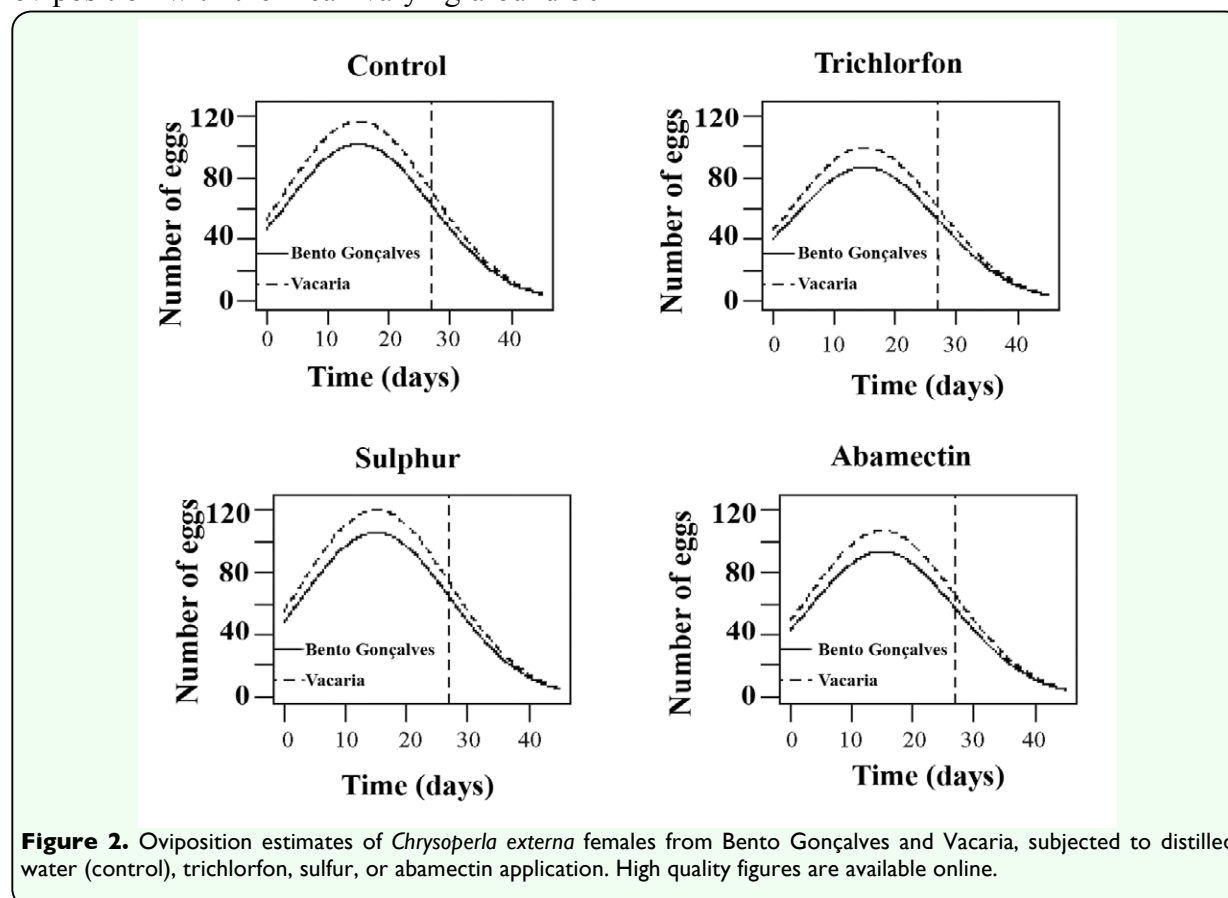 oviposition with the mean varying around
Control
Number of eggs
120
80
40
0
Bento Gonçalves
Vacaria
0 10 20 30 40
Time (days)
Trichlorfon
Number of eggs
120
80
40
0
Bento Gonçalves
Vacaria
0 10 20 30 40
Time (days)
Sulphur
Number of eggs
120
80
40
0
Bento Gonçalves
Vacaria
0 10 20 30 40
Time (days)
Abamectin
Number of eggs
120
80
40
0
Bento Gonçalves
Vacaria
0 10 20 30 40
Time (days)
Figure 2. Oviposition estimates of Chrysoperla externa females from Bento Gonçalves and Vacaria, subjected to distilled
water (control), trichlorfon, sulfur, or abamectin application. High quality figures are available online.